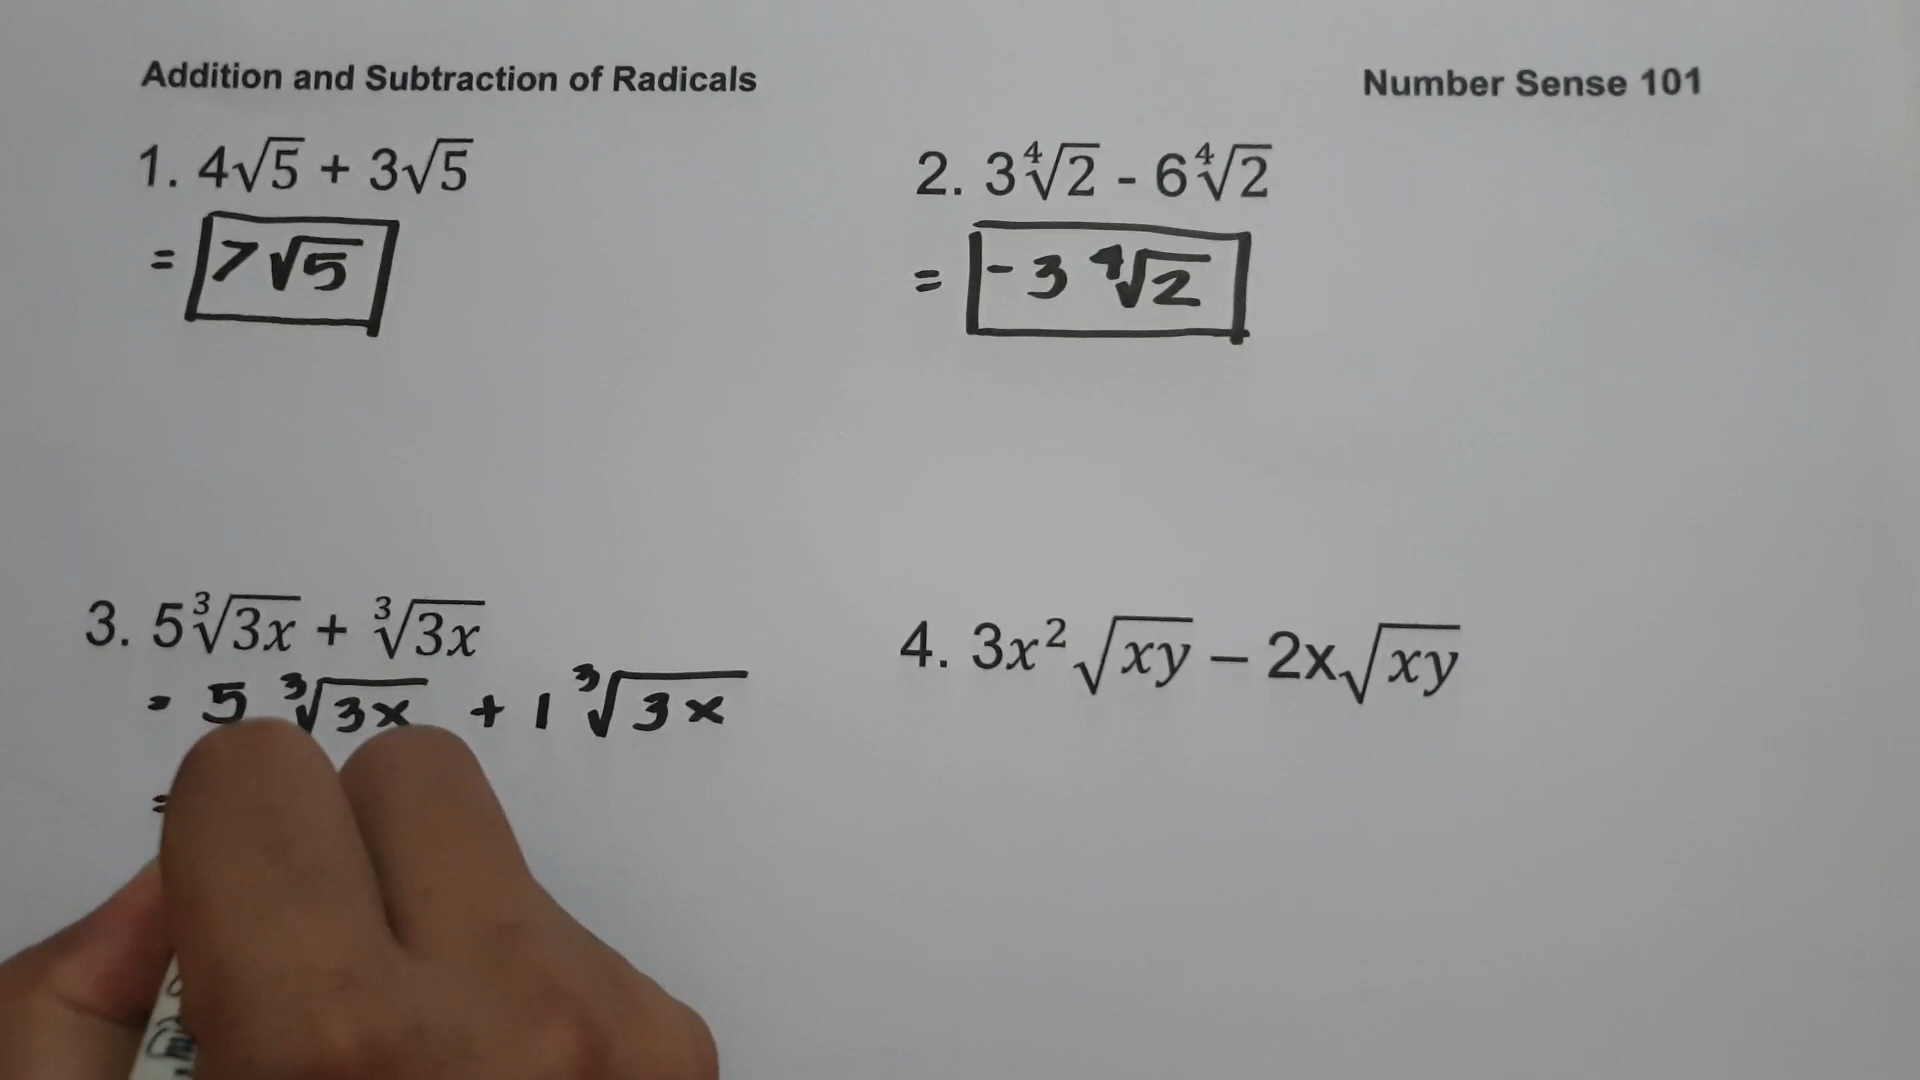 Addition and Subtraction of Radicals
Number Sense 101
1. 4√5 + 3√5
= 7√5
2. 3∜2 - 6∜2
= -3 ∜2
3. 5∛3x + ∛3x
= 5 ∛3x + 1 ∛3x
=
4. 3x²√xy – 2x√xy